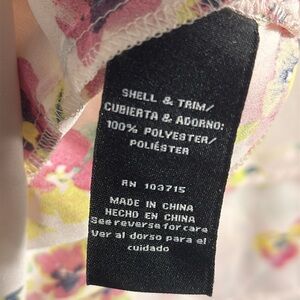 SHELL & TRIM/
CUBIERTA & ADORNO:
100% POLYESTER/
POLIÉSTER
RN 103715
MADE IN CHINA
HECHO EN CHINA
See reverse for care
Ver al dorso para el
cuidado